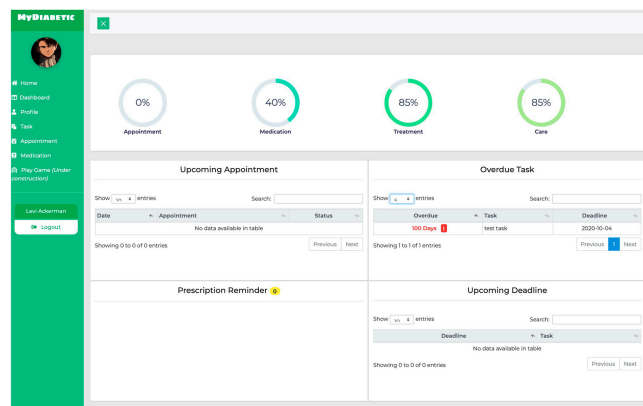 MyDiabetic
Home
Dashboard
Profile
Task
Appointment
Medication
Play Game (Under
construction)
Levi Ackerman
Logout
0%
Appointment
40%
Medication
85%
Treatment
85%
Care
Upcoming Appointment
Show entries
Search:
Date Appointment Status
No data available in table
Showing 0 to 0 of 0 entries
Previous Next
Overdue Task
Show entries
Search:
Overdue Task Deadline
100 Days ! test task 2020-10-04
Showing 1 to 1 of 1 entries
Previous 1 Next
Prescription Reminder 0
Upcoming Deadline
Show entries
Search:
Deadline Task
No data available in table
Showing 0 to 0 of 0 entries
Previous Next